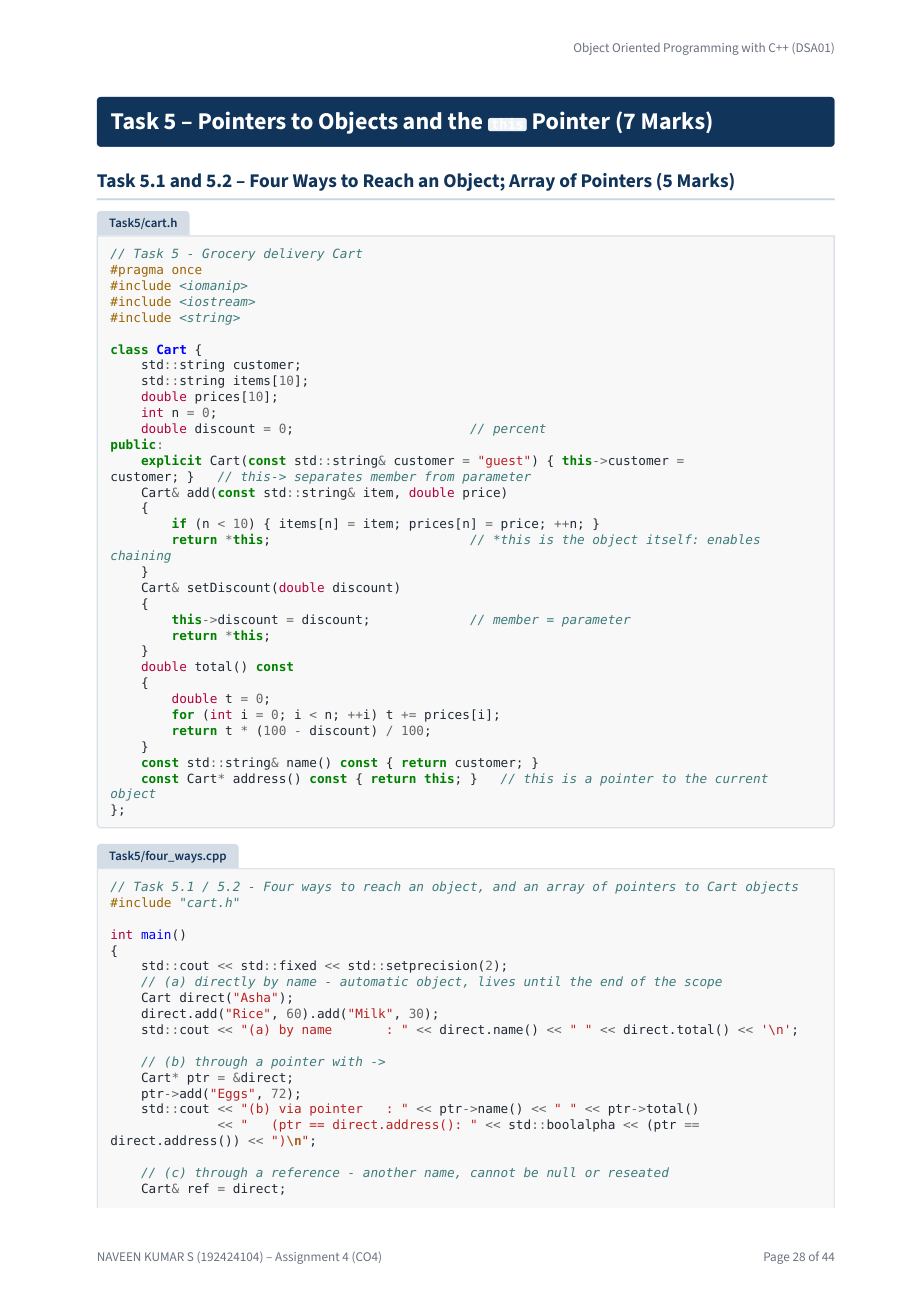 Object Oriented Programming with C++ (DSA01)
Task 5 – Pointers to Objects and the this Pointer (7 Marks)
Task 5.1 and 5.2 – Four Ways to Reach an Object; Array of Pointers (5 Marks)
Task5/cart.h
// Task 5 - Grocery delivery Cart
#pragma once
#include <iomanip>
#include <iostream>
#include <string>
class Cart {
    std::string customer;
    std::string items[10];
    double prices[10];
    int n = 0;
    double discount = 0;                       // percent
public:
    explicit Cart(const std::string& customer = "guest") { this->customer =
customer; }   // this-> separates member from parameter
    Cart& add(const std::string& item, double price)
    {
        if (n < 10) { items[n] = item; prices[n] = price; ++n; }
        return *this;                          // *this is the object itself: enables
chaining
    }
    Cart& setDiscount(double discount)
    {
        this->discount = discount;             // member = parameter
        return *this;
    }
    double total() const
    {
        double t = 0;
        for (int i = 0; i < n; ++i) t += prices[i];
        return t * (100 - discount) / 100;
    }
    const std::string& name() const { return customer; }
    const Cart* address() const { return this; }   // this is a pointer to the current
object
};
Task5/four_ways.cpp
// Task 5.1 / 5.2 - Four ways to reach an object, and an array of pointers to Cart objects
#include "cart.h"
int main()
{
    std::cout << std::fixed << std::setprecision(2);
    // (a) directly by name - automatic object, lives until the end of the scope
    Cart direct("Asha");
    direct.add("Rice", 60).add("Milk", 30);
    std::cout << "(a) by name       : " << direct.name() << " " << direct.total() << '\n';
    // (b) through a pointer with ->
    Cart* ptr = &direct;
    ptr->add("Eggs", 72);
    std::cout << "(b) via pointer   : " << ptr->name() << " " << ptr->total()
              << "   (ptr == direct.address(): " << std::boolalpha << (ptr ==
direct.address()) << ")\n";
    // (c) through a reference - another name, cannot be null or reseated
    Cart& ref = direct;
NAVEEN KUMAR S (192424104) – Assignment 4 (CO4)
Page 28 of 44